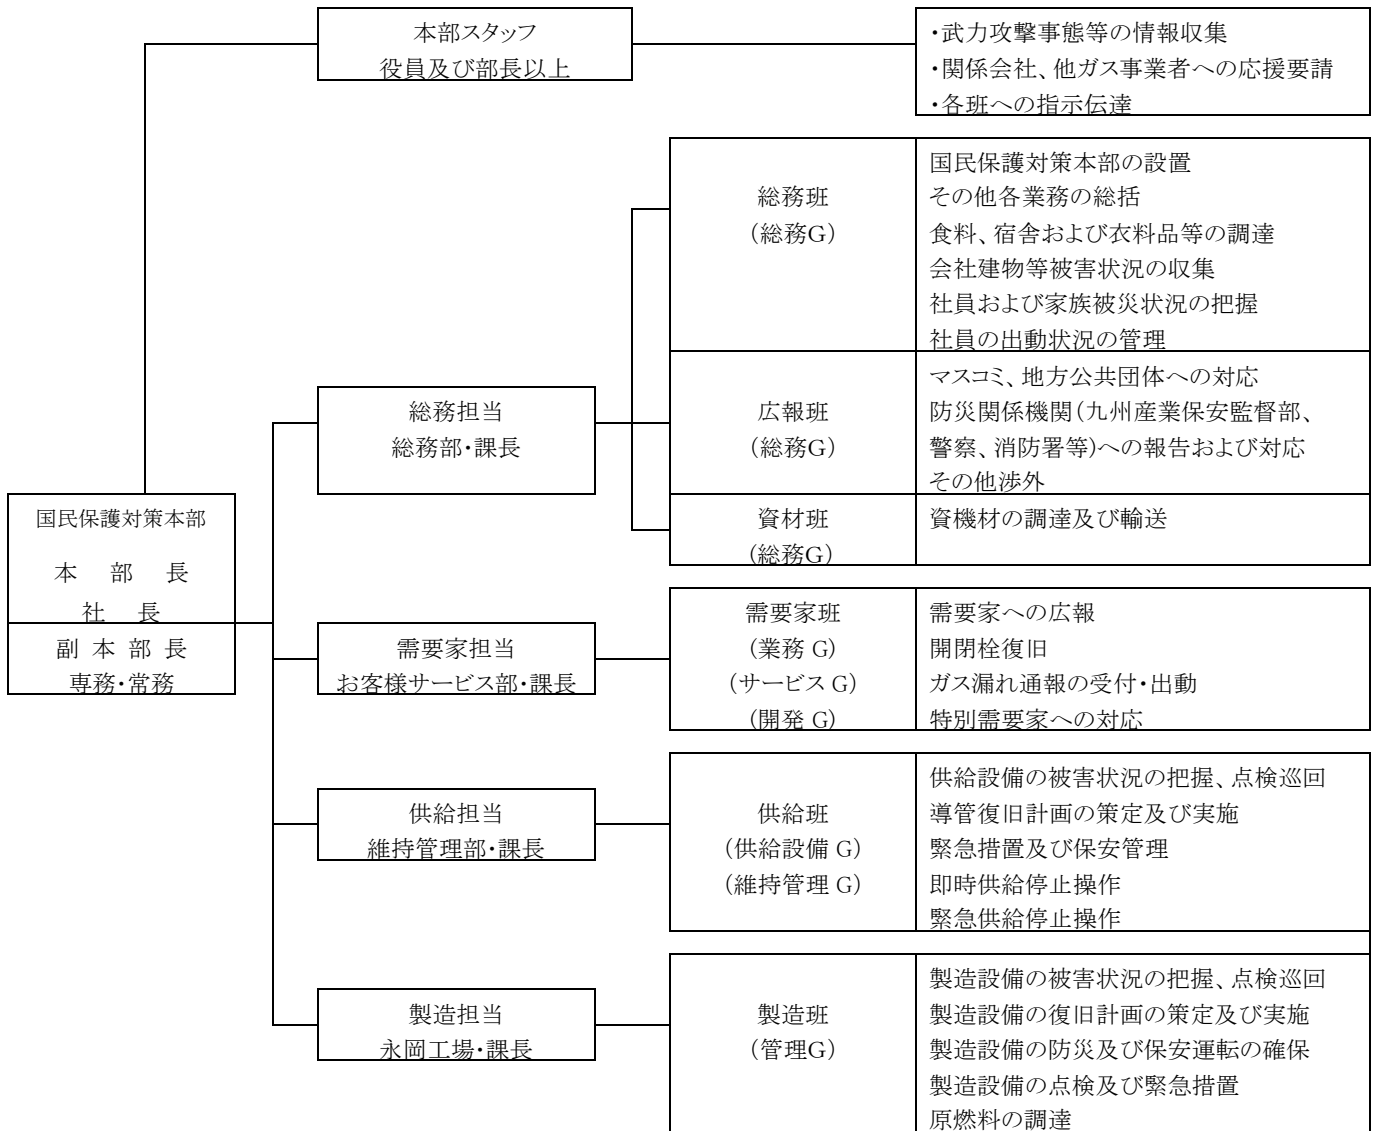 本部スタッフ
役員及び部長以上
・武力攻撃事態等の情報収集
・関係会社、他ガス事業者への応援要請
・各班への指示伝達
国民保護対策本部
本　部　長
社　長
副 本 部 長
専務・常務
総務担当
総務部・課長
総務班
（総務G）
国民保護対策本部の設置
その他各業務の総括
食料、宿舎および衣料品等の調達
会社建物等被害状況の収集
社員および家族被災状況の把握
社員の出動状況の管理
広報班
（総務G）
マスコミ、地方公共団体への対応
防災関係機関（九州産業保安監督部、
警察、消防署等）への報告および対応
その他渉外
資材班
（総務G）
資機材の調達及び輸送
需要家担当
お客様サービス部・課長
需要家班
（業務 G）
（サービス G）
（開発 G）
需要家への広報
開閉栓復旧
ガス漏れ通報の受付・出動
特別需要家への対応
供給担当
維持管理部・課長
供給班
（供給設備 G）
（維持管理 G）
供給設備の被害状況の把握、点検巡回
導管復旧計画の策定及び実施
緊急措置及び保安管理
即時供給停止操作
緊急供給停止操作
製造担当
永岡工場・課長
製造班
（管理G）
製造設備の被害状況の把握、点検巡回
製造設備の復旧計画の策定及び実施
製造設備の防災及び保安運転の確保
製造設備の点検及び緊急措置
原燃料の調達